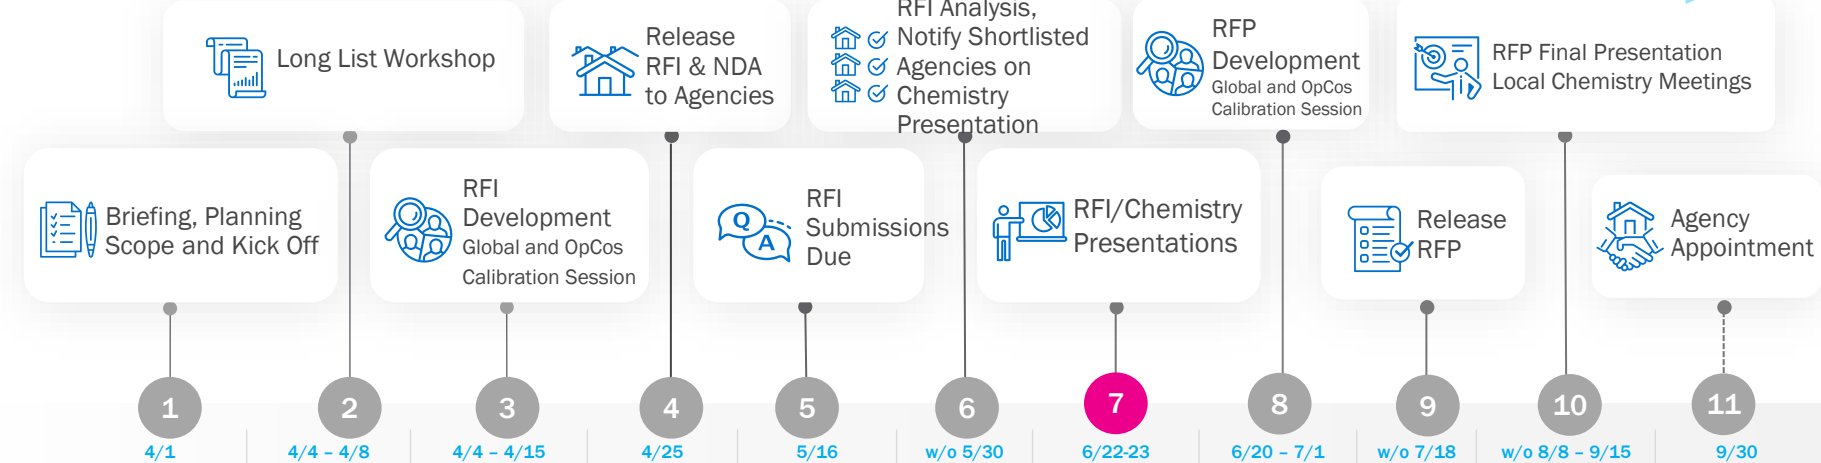 Long List Workshop
Release
RFI & NDA
to Agencies
RFI Analysis,
Notify Shortlisted
Agencies on
Chemistry
Presentation
RFP
Development
Global and OpCos
Calibration Session
RFP Final Presentation
Local Chemistry Meetings
Briefing, Planning
Scope and Kick Off
RFI
Development
Global and OpCos
Calibration Session
Q
A
RFI
Submissions
Due
RFI/Chemistry
Presentations
Release
RFP
Agency
Appointment
1 2 3 4 5 6 7 8 9 10 11
4/1 4/4 – 4/8 4/4 – 4/15 4/25 5/16 w/o 5/30 6/22-23 6/20 – 7/1 w/o 7/18 w/o 8/8 – 9/15 9/30